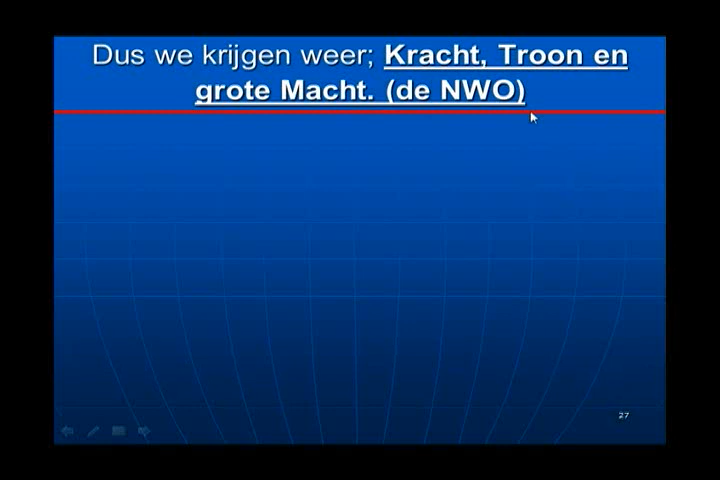 Dus we krijgen weer; Kracht, Troon en
grote Macht. (de NWO)
27